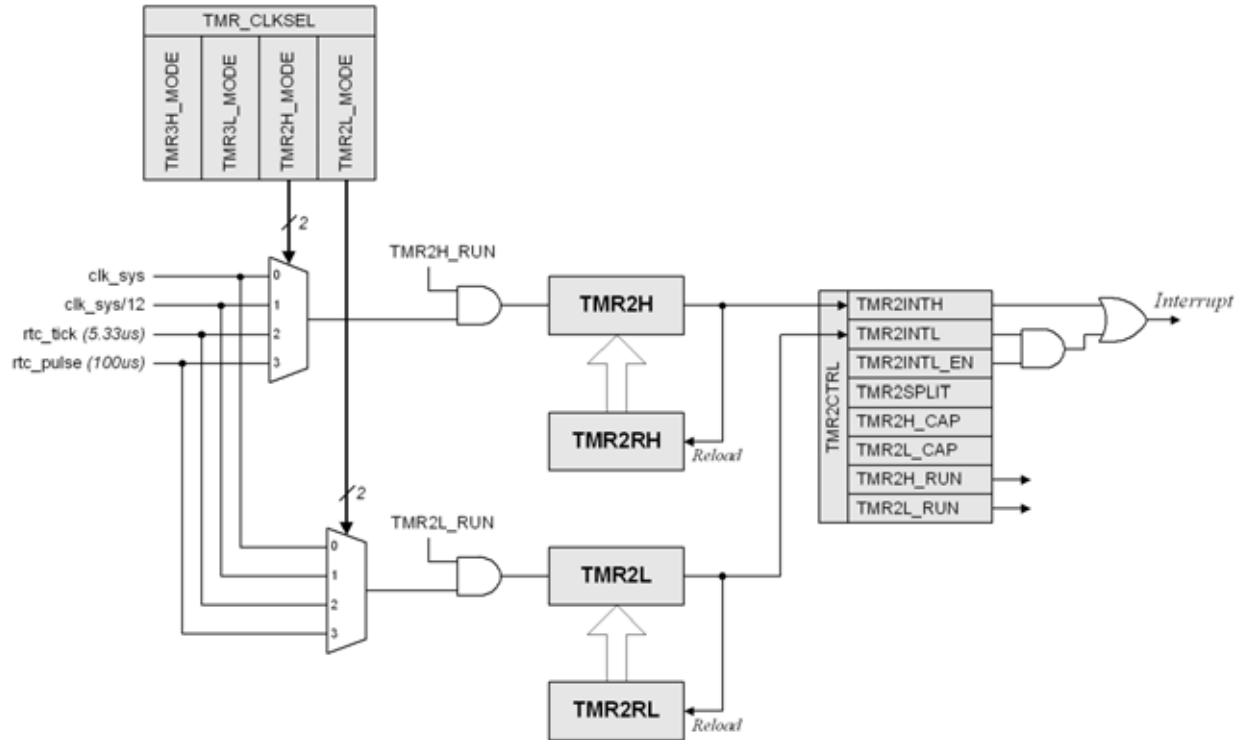 TMR_CLKSEL
TMR3H_MODE
TMR3L_MODE
TMR2H_MODE
TMR2L_MODE
2
clk_sys
clk_sys/12
rtc_tick (5.33us)
rtc_pulse (100us)
0
1
2
3
TMR2H_RUN
TMR2H
TMR2RH
Reload
2
0
1
2
3
TMR2L_RUN
TMR2L
TMR2RL
Reload
TMR2CTRL
TMR2INTH
TMR2INTL
TMR2INTL_EN
TMR2SPLIT
TMR2H_CAP
TMR2L_CAP
TMR2H_RUN
TMR2L_RUN
Interrupt